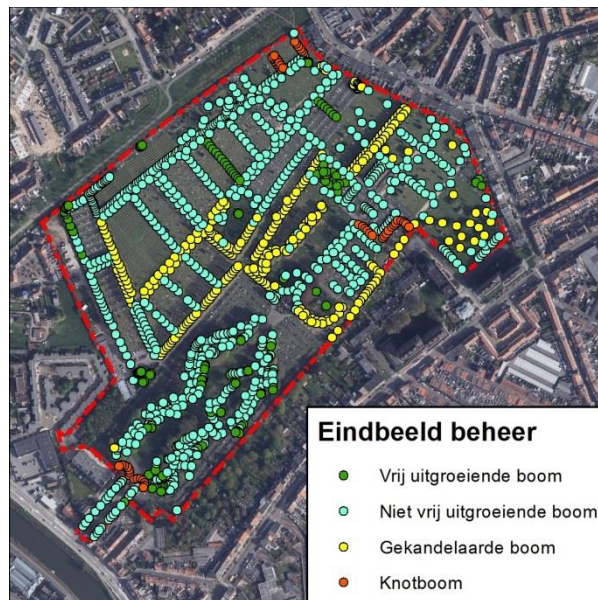 Eindbeeld beheer
Vrij uitgroeiende boom
Niet vrij uitgroeiende boom
Gekandelaarde boom
Knotboom